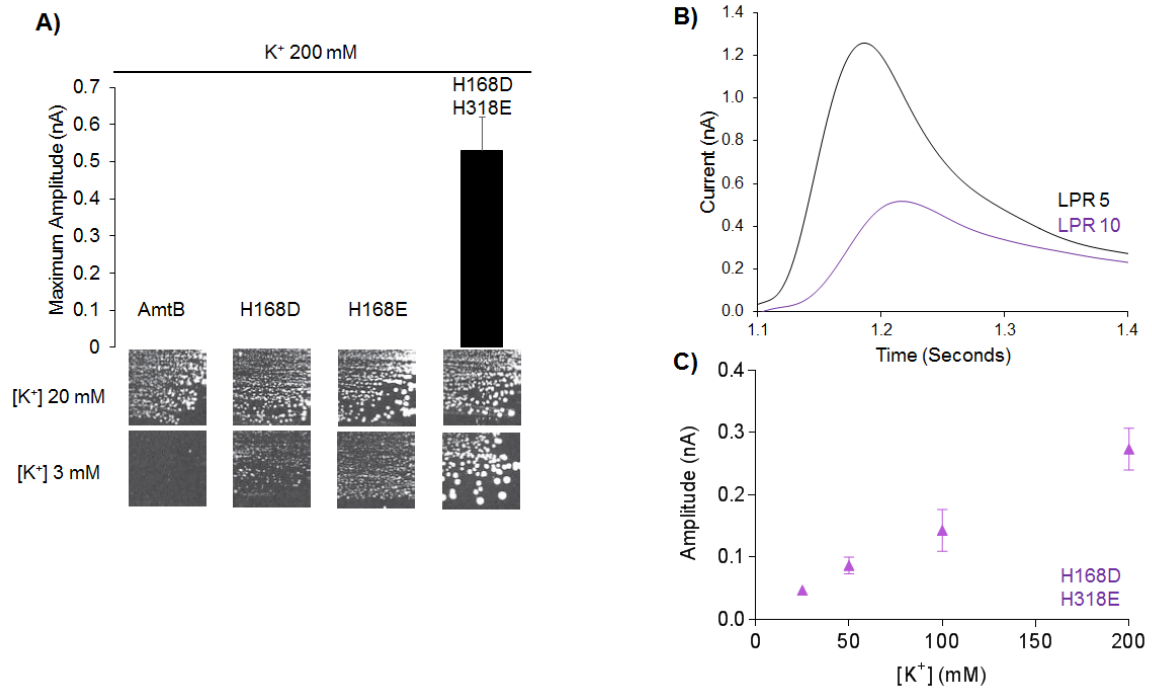 A)
K⁺ 200 mM
Maximum Amplitude (nA)
0.7
0.6
0.5
0.4
0.3
0.2
0.1
0
H168D
H318E
AmtB
H168D
H168E
[K⁺] 20 mM
[K⁺] 3 mM
B)
Current (nA)
1.4
1.2
1.0
0.8
0.6
0.4
0.2
0.0
LPR 5
LPR 10
1.1
1.2
1.3
1.4
Time (Seconds)
C)
Amplitude (nA)
0.4
0.3
0.2
0.1
0.0
H168D
H318E
0
50
100
150
200
[K⁺] (mM)